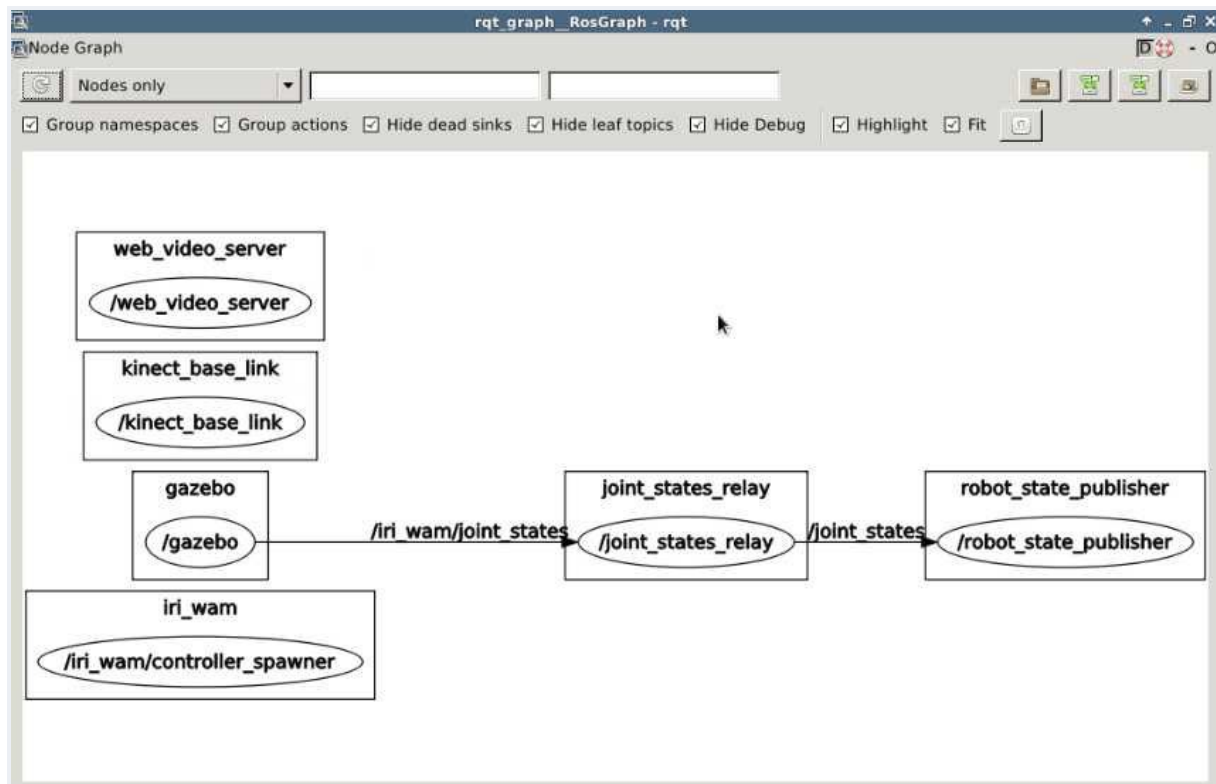 rqt_graph__RosGraph - rqt
Node Graph
D
- O
Nodes only
Group namespaces Group actions Hide dead sinks Hide leaf topics Hide Debug Highlight Fit
web_video_server
/web_video_server
kinect_base_link
/kinect_base_link
gazebo
/gazebo
/iri_wam/joint_states
joint_states_relay
/joint_states_relay
/joint_states
robot_state_publisher
/robot_state_publisher
iri_wam
/iri_wam/controller_spawner